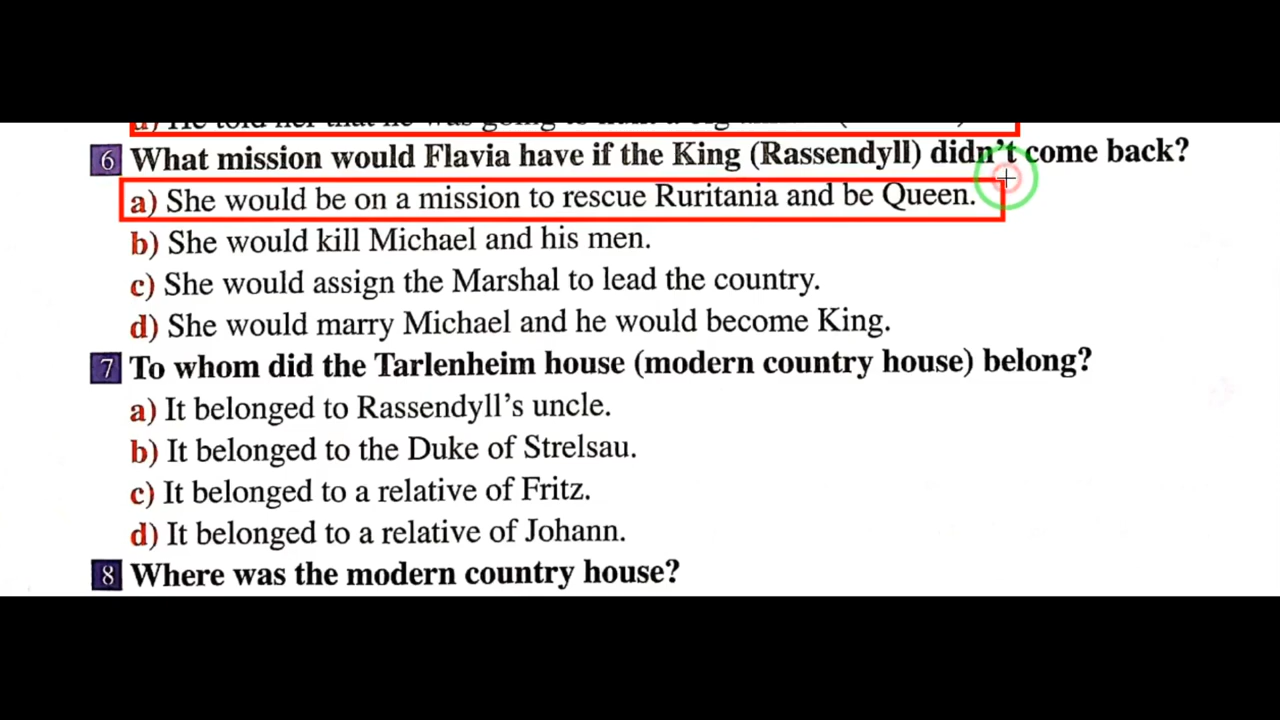 6 What mission would Flavia have if the King (Rassendyll) didn't come back?
a) She would be on a mission to rescue Ruritania and be Queen.
b) She would kill Michael and his men.
c) She would assign the Marshal to lead the country.
d) She would marry Michael and he would become King.
7 To whom did the Tarlenheim house (modern country house) belong?
a) It belonged to Rassendyll's uncle.
b) It belonged to the Duke of Strelsau.
c) It belonged to a relative of Fritz.
d) It belonged to a relative of Johann.
8 Where was the modern country house?